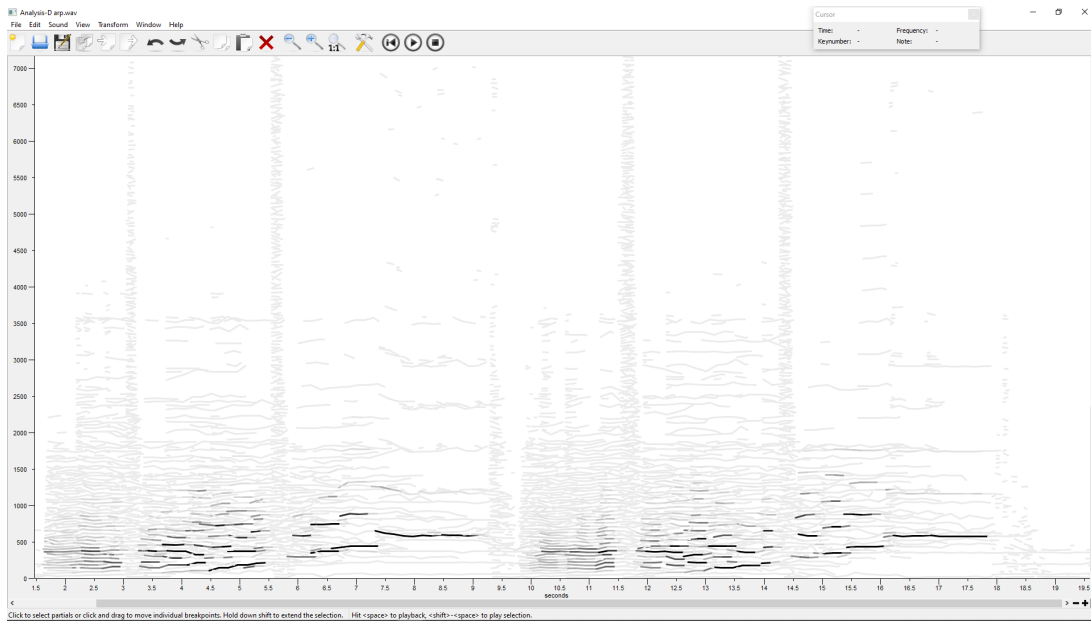 Analysis-D arp.wav
File Edit Sound View Transform Window Help
1:1
Cursor
Time: - Frequency: -
Keynumber: - Note: -
7000
6500
6000
5500
5000
4500
4000
3500
3000
2500
2000
1500
1000
500
0
1.5 2 2.5 3 3.5 4 4.5 5 5.5 6 6.5 7 7.5 8 8.5 9 9.5 10 10.5 11 11.5 12 12.5 13 13.5 14 14.5 15 15.5 16 16.5 17 17.5 18 18.5 19 19.5
seconds
Click to select partials or click and drag to move individual breakpoints. Hold down shift to extend the selection. Hit <space> to playback, <shift>-<space> to play selection.